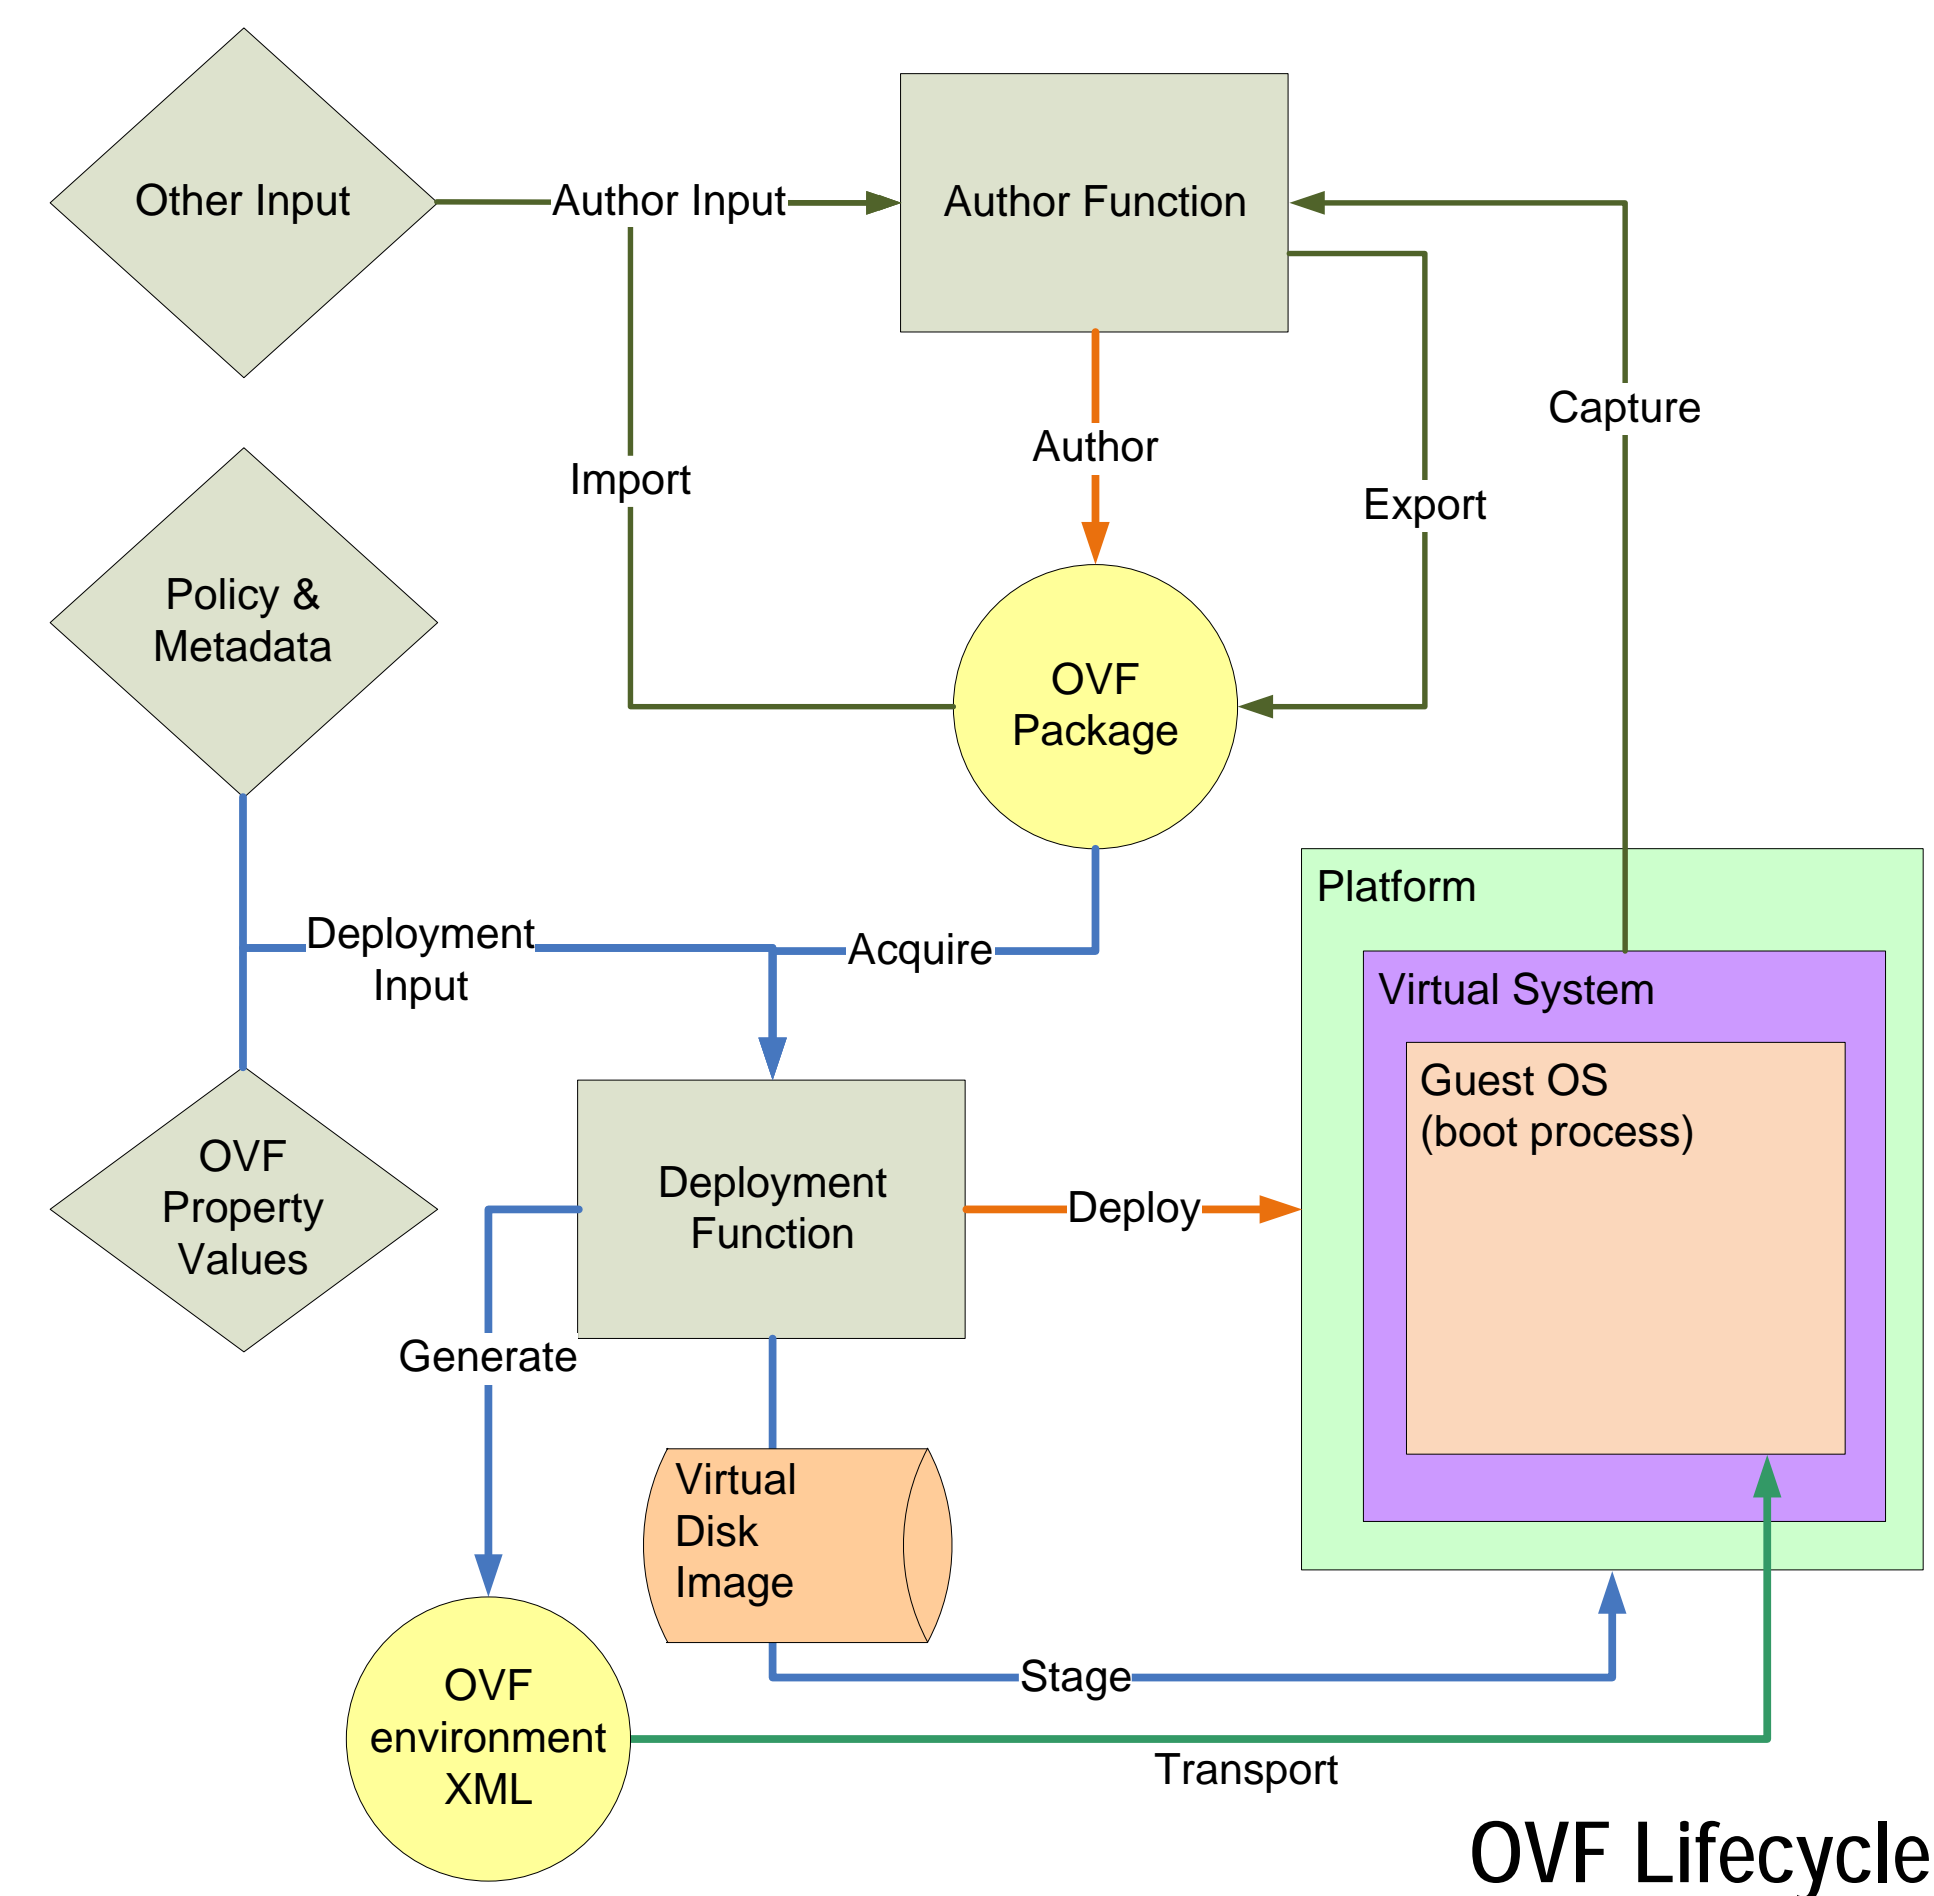 Other Input
Author Input
Author Function
Capture
Author
Import
Export
Policy &
Metadata
OVF
Package
Platform
Deployment
Input
Acquire
Virtual System
Guest OS
(boot process)
OVF
Property
Values
Deployment
Function
Deploy
Generate
Virtual
Disk
Image
Stage
OVF
environment
XML
Transport
OVF Lifecycle